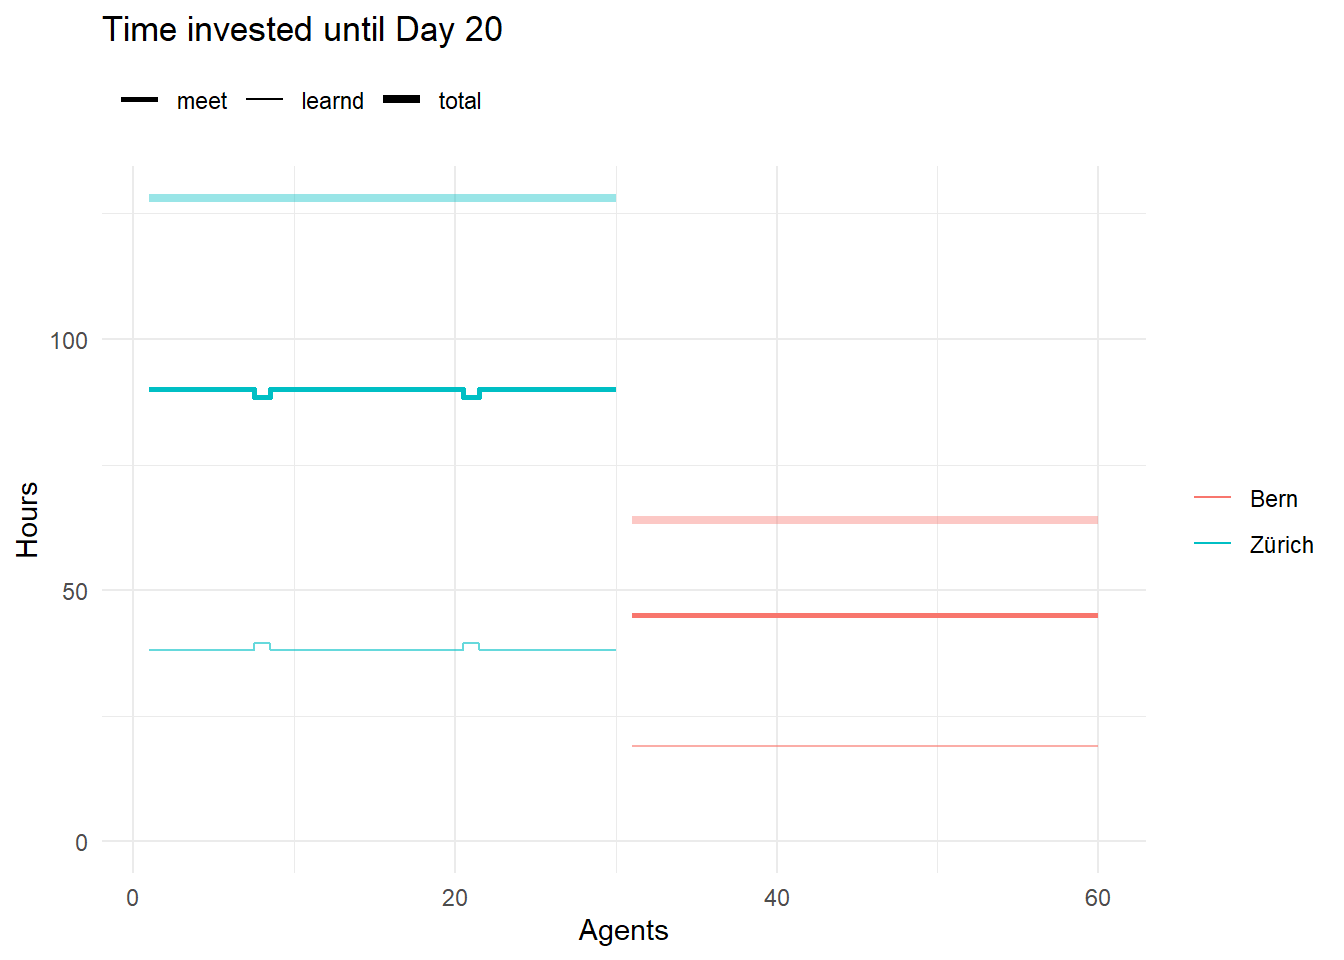 Time invested until Day 20
meet learnd total
100
50
0
Hours
0 20 40 60
Agents
Bern
Zürich